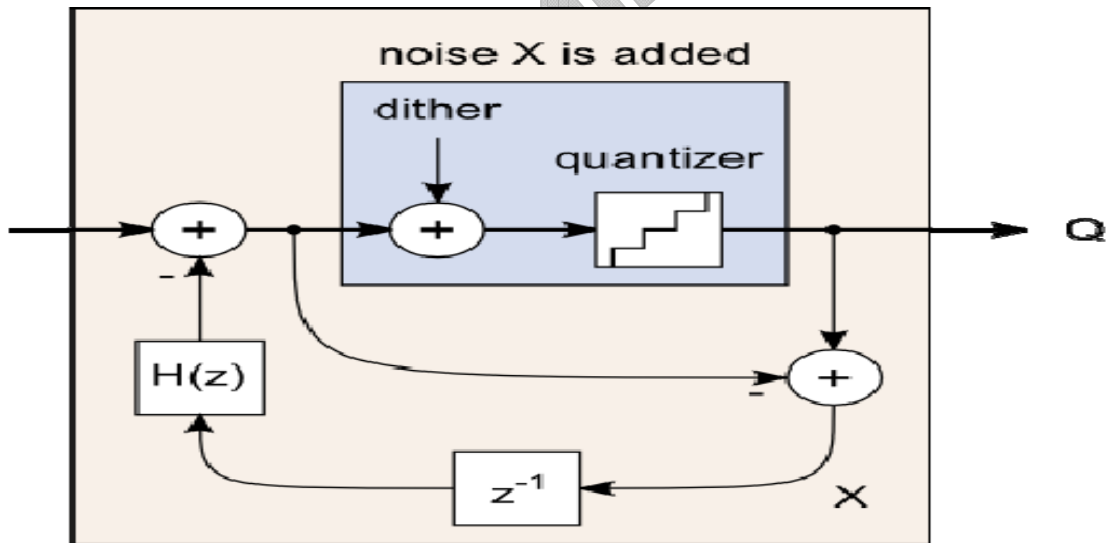 noise X is added
dither
quantizer
+
+
-
H(z)
+
-
z⁻¹
X
Q